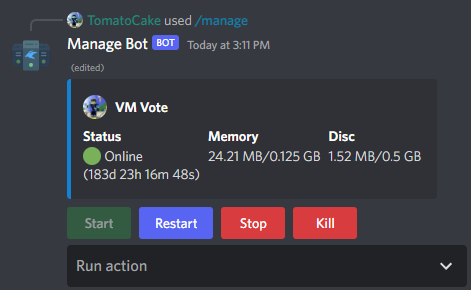 TomatoCake used /manage
Manage Bot BOT Today at 3:11 PM
(edited)
VM Vote
Status Memory Disc
Online 24.21 MB/0.125 GB 1.52 MB/0.5 GB
(183d 23h 16m 48s)
Start Restart Stop Kill
Run action